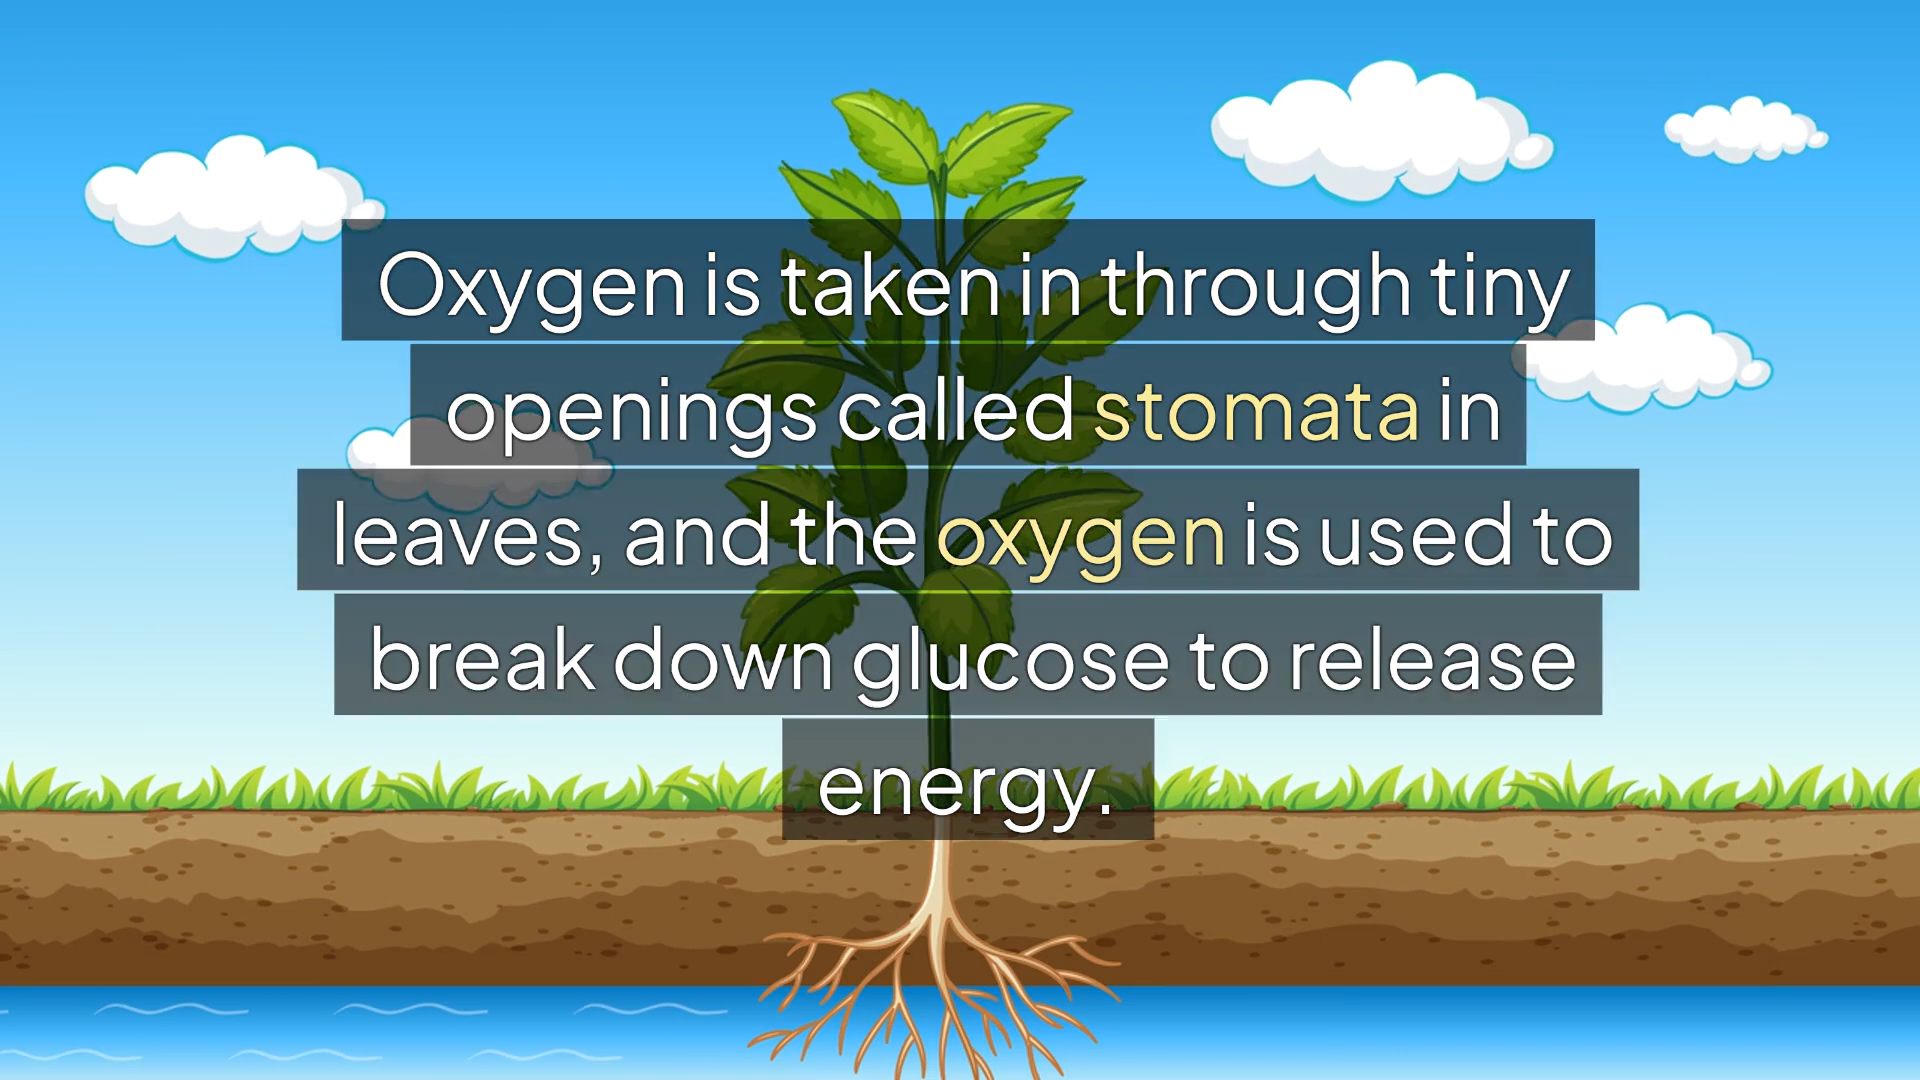 Oxygen is taken in through tiny
openings called stomata in
leaves, and the oxygen is used to
break down glucose to release
energy.